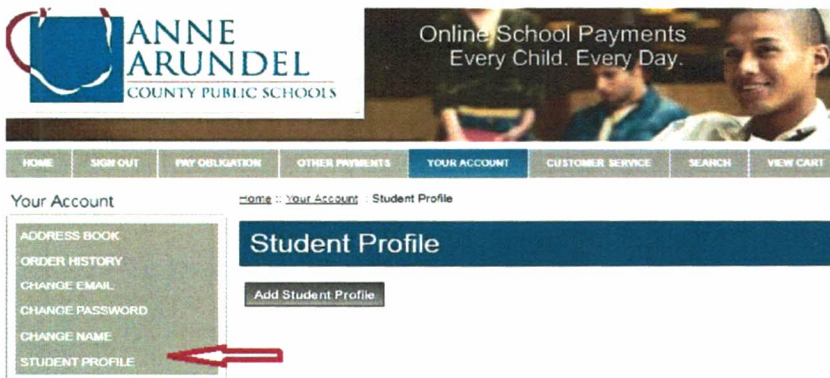 ANNE
ARUNDEL
COUNTY PUBLIC SCHOOLS
Online School Payments
Every Child. Every Day.
HOME SIGN OUT PAY OBLIGATION OTHER PAYMENTS YOUR ACCOUNT CUSTOMER SERVICE SEARCH VIEW CART
Your Account
Home :: Your Account :: Student Profile
ADDRESS BOOK
ORDER HISTORY
CHANGE EMAIL
CHANGE PASSWORD
CHANGE NAME
STUDENT PROFILE
Student Profile
Add Student Profile